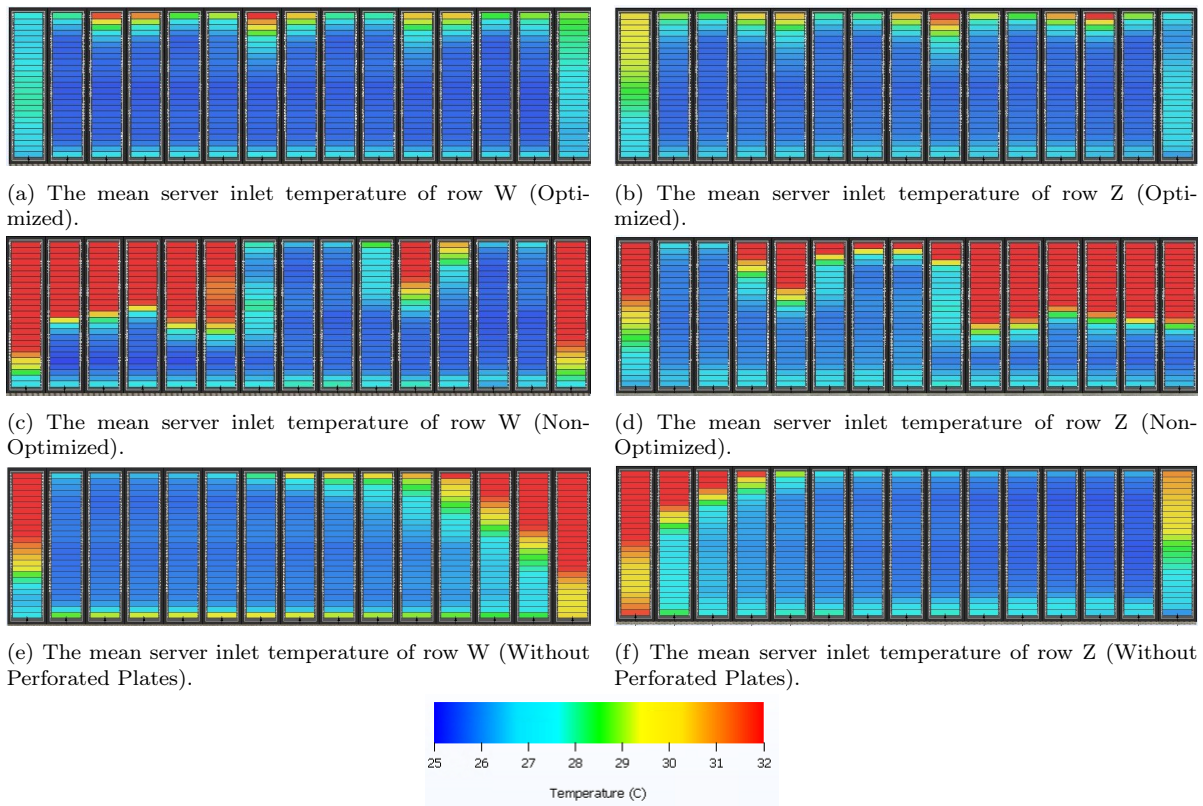 (a) The mean server inlet temperature of row W (Opti-
mized).
(b) The mean server inlet temperature of row Z (Opti-
mized).
(c) The mean server inlet temperature of row W (Non-
Optimized).
(d) The mean server inlet temperature of row Z (Non-
Optimized).
(e) The mean server inlet temperature of row W (Without
Perforated Plates).
(f) The mean server inlet temperature of row Z (Without
Perforated Plates).
25 26 27 28 29 30 31 32
Temperature (C)